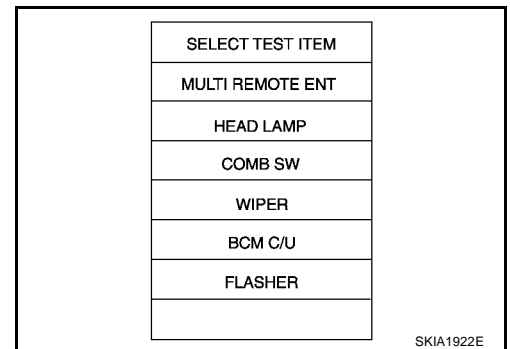 SELECT TEST ITEM
MULTI REMOTE ENT
HEAD LAMP
COMB SW
WIPER
BCM C/U
FLASHER
SKIA1922E